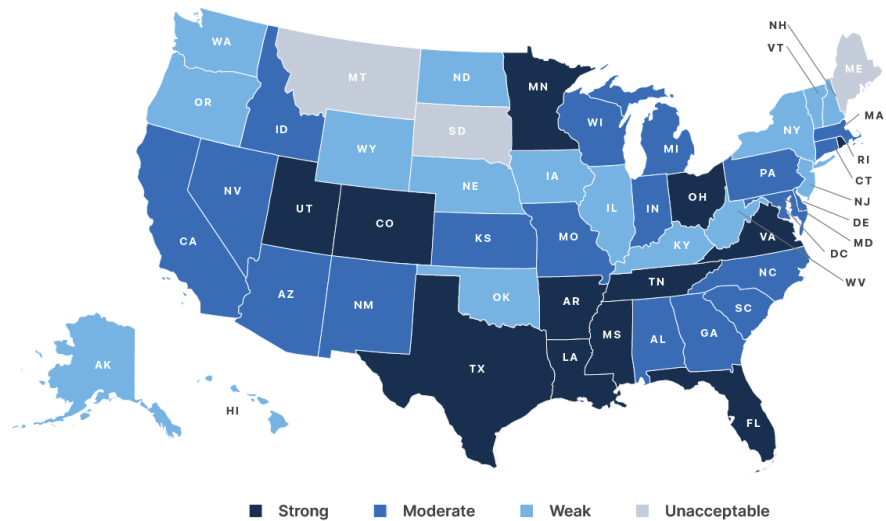 NH
VT
WA
MT
ND
MN
ME
OR
ID
SD
WI
MI
NY
MA
WY
RI
IA
NE
PA
CT
NV
UT
CO
IL
IN
OH
NJ
DE
CA
KS
MO
KY
VA
MD
DC
WV
AZ
NM
OK
AR
TN
NC
SC
MS
AL
GA
LA
TX
AK
HI
FL
Strong
Moderate
Weak
Unacceptable